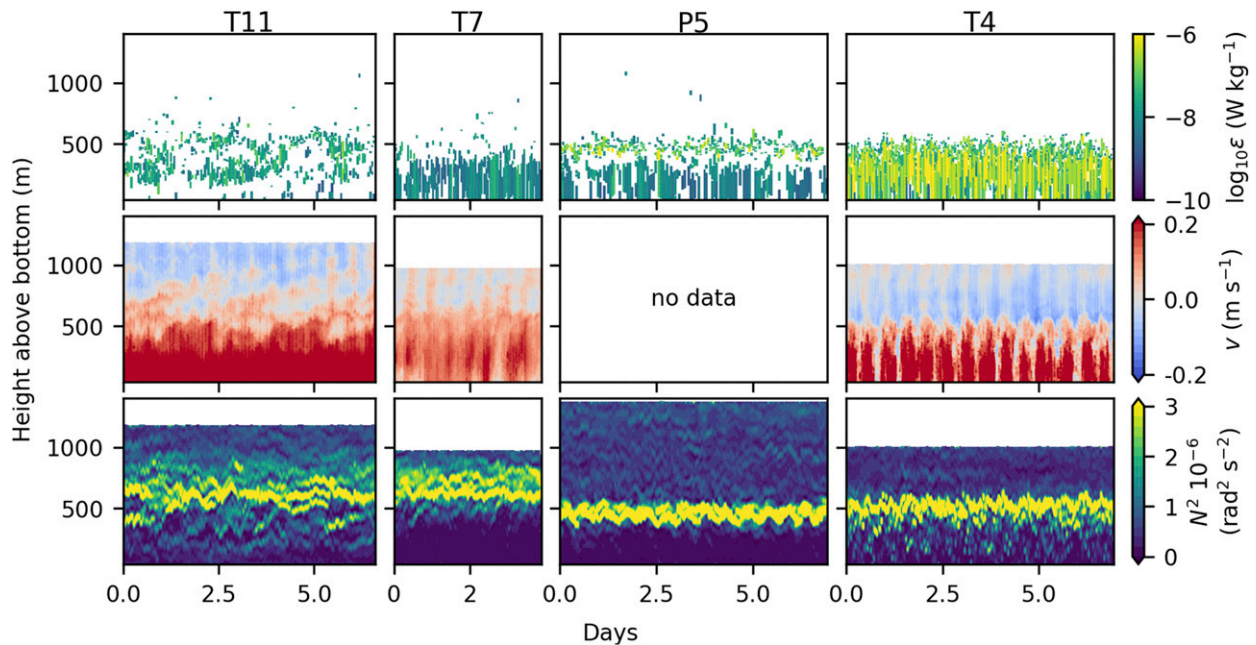 T11 T7 P5 T4
1000
500
−6
−8
−10
log₁₀ε (W kg⁻¹)
Height above bottom (m)
1000
500
no data
0.2
0.0
-0.2
v (m s⁻¹)
1000
500
3
2
1
0
N² 10⁻⁶
(rad² s⁻²)
0.0 2.5 5.0 0 2 0.0 2.5 5.0 0.0 2.5 5.0
Days